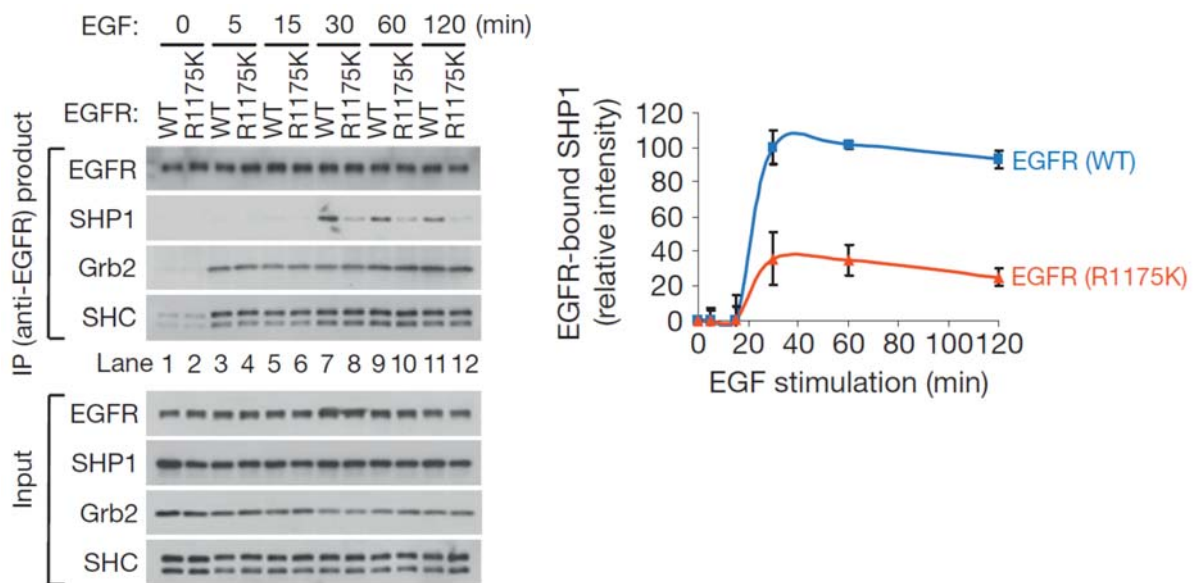 EGF: 0 5 15 30 60 120 (min)
EGFR: WT R1175K WT R1175K WT R1175K WT R1175K WT R1175K WT R1175K
IP (anti-EGFR) product
EGFR
SHP1
Grb2
SHC
Lane 1 2 3 4 5 6 7 8 9 10 11 12
Input
EGFR
SHP1
Grb2
SHC
EGFR-bound SHP1
(relative intensity)
120
100
80
60
40
20
0
0 20 40 60 80 100 120
EGF stimulation (min)
EGFR (WT)
EGFR (R1175K)